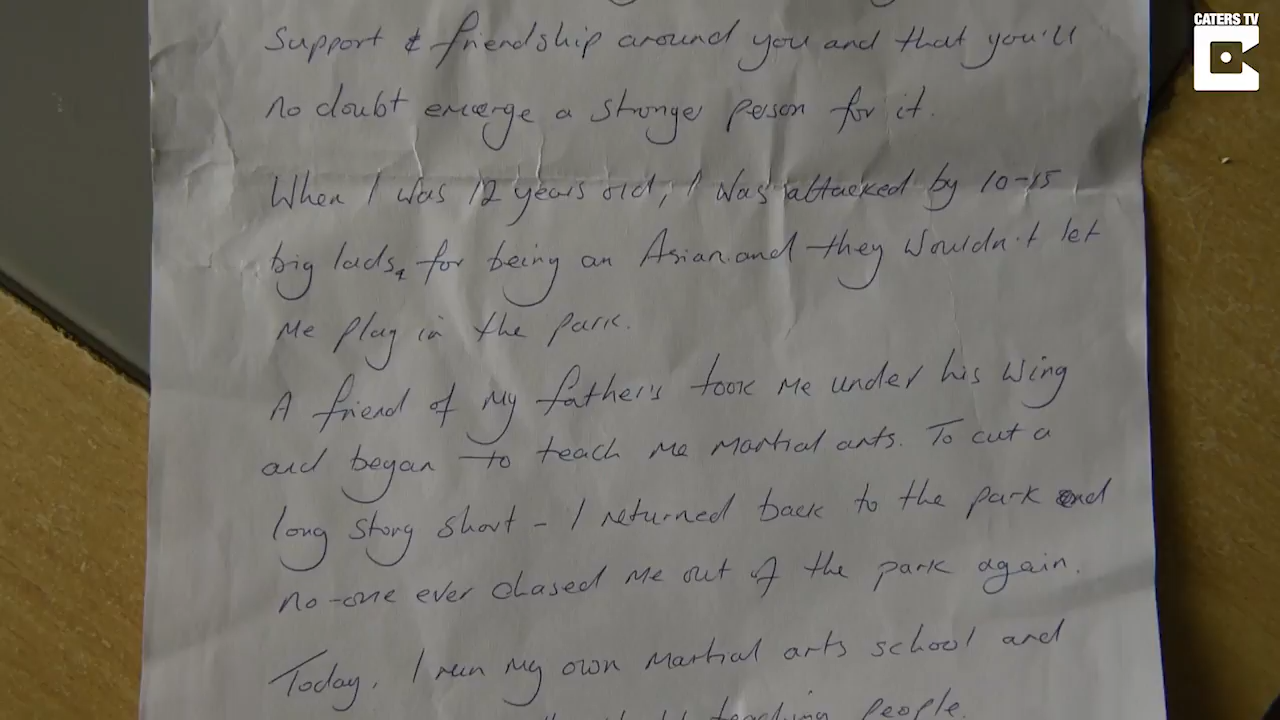 CATERS TV
Support & friendship around you and that you'll
no doubt emerge a stronger person for it.
When I was 12 years old, I was attacked by 10-15
big lads, for being an Asian and they wouldn't let
me play in the park.
A friend of my father's took me under his wing
and began to teach me martial arts. To cut a
long story short - I returned back to the park and
no-one ever chased me out of the park again.
Today, I run my own martial arts school and
teaching people.